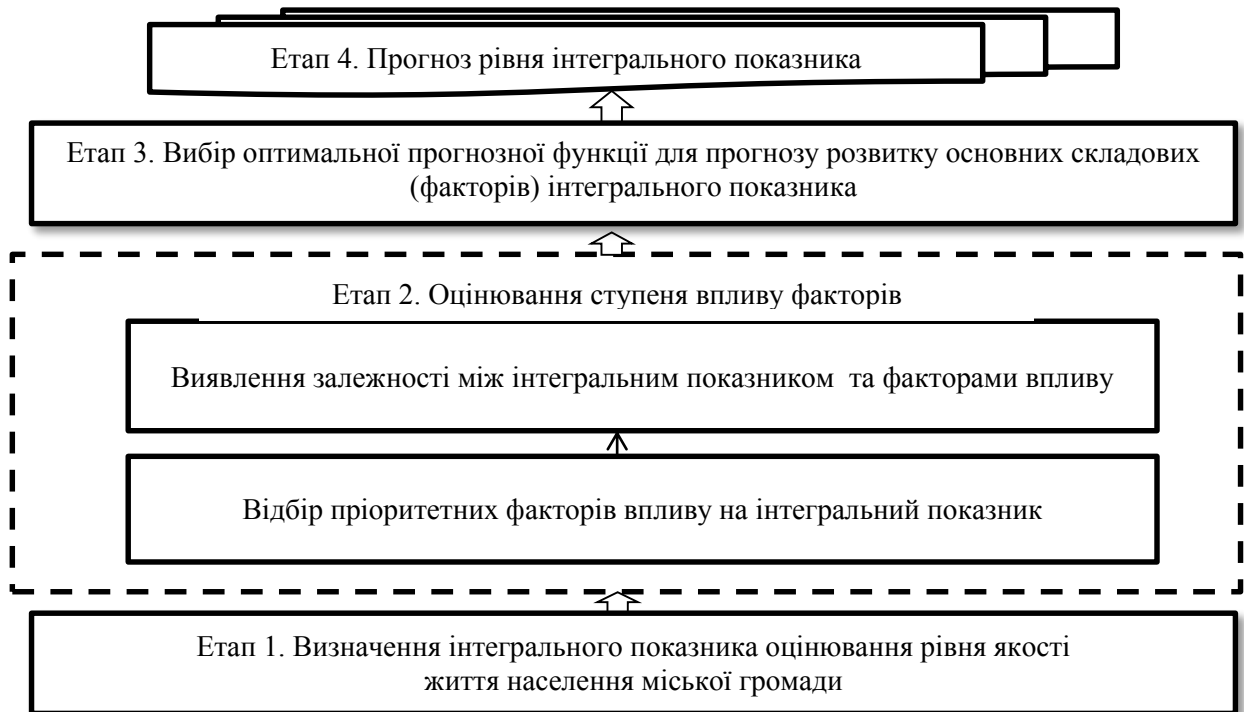 Етап 4. Прогноз рівня інтегрального показника
Етап 3. Вибір оптимальної прогнозної функції для прогнозу розвитку основних складових
(факторів) інтегрального показника
Етап 2. Оцінювання ступеня впливу факторів
Виявлення залежності між інтегральним показником та факторами впливу
Відбір пріоритетних факторів впливу на інтегральний показник
Етап 1. Визначення інтегрального показника оцінювання рівня якості
життя населення міської громади